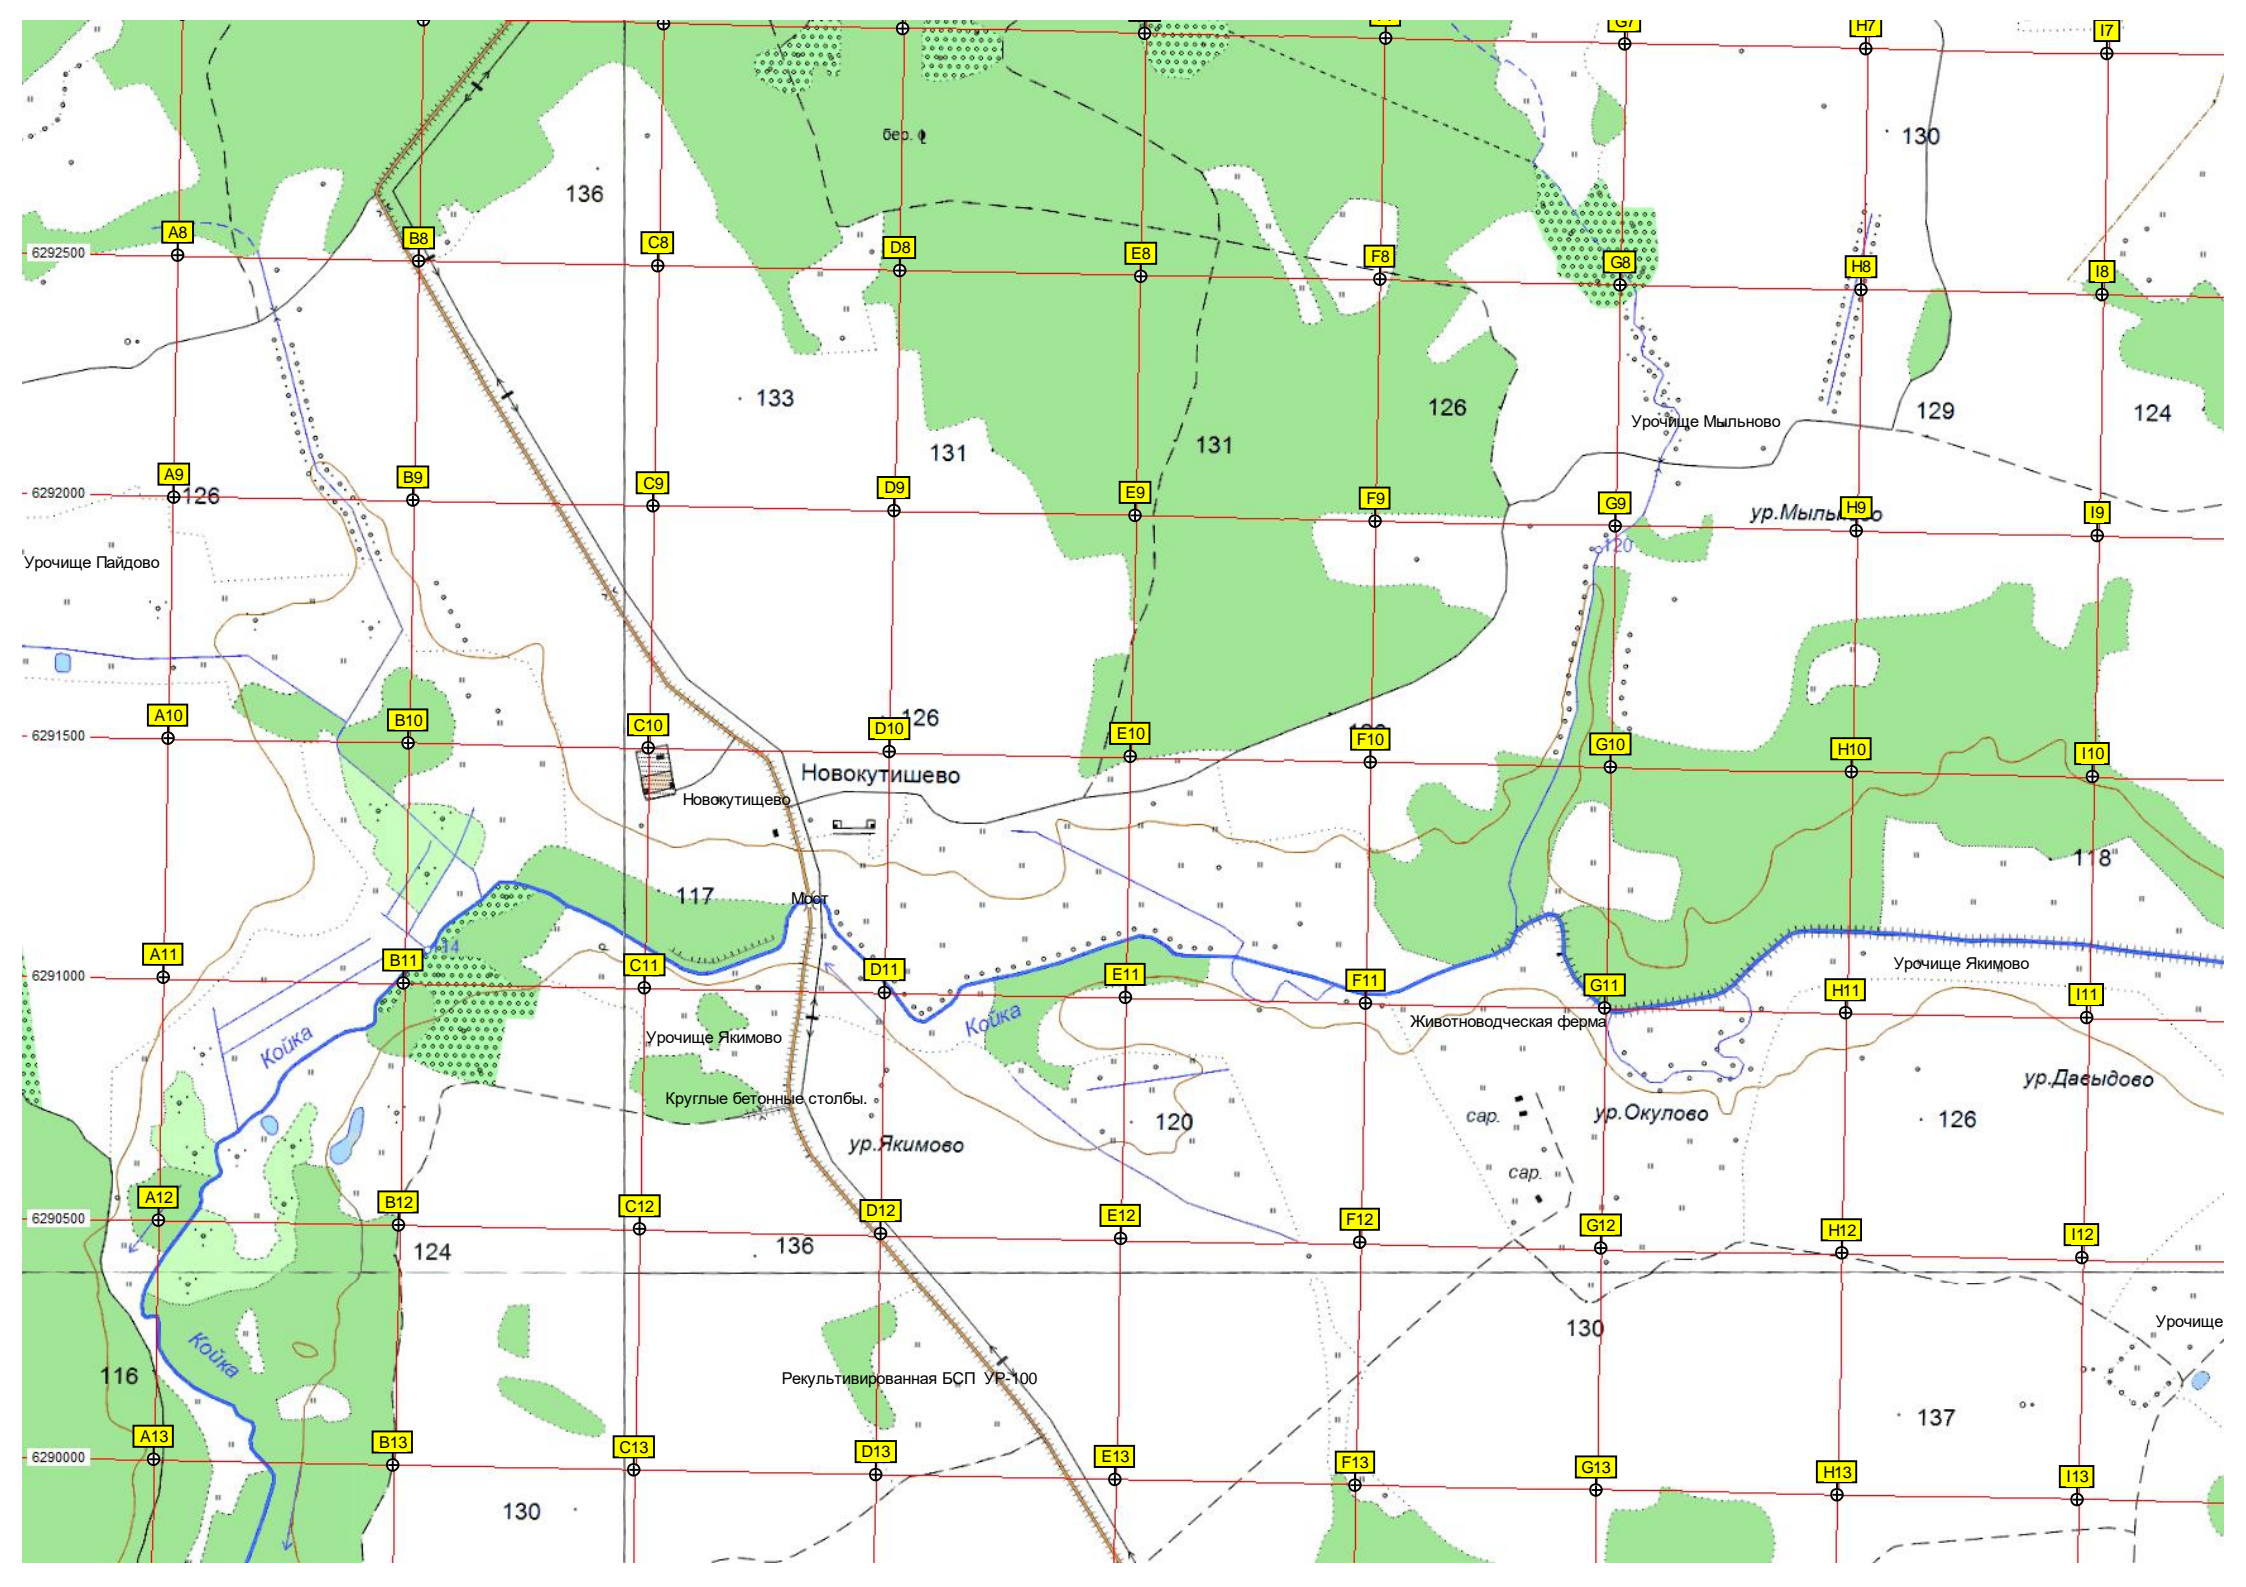 G7
H7
I7
130
бер.
136
A8
B8
C8
D8
E8
F8
G8
H8
I8
6292500
133
126
129
124
Урочище Мыльново
131
131
A9
B9
C9
D9
E9
F9
G9
H9
I9
6292000
126
ур.Мыльново
120
Урочище Пайдово
A10
B10
C10
D10
E10
F10
G10
H10
I10
126
6291500
Новокутишево
Новокутищево
118
117
Мост
A11
B11
C11
D11
E11
F11
G11
H11
I11
6291000
Урочище Якимово
Койка
Койка
Животноводческая ферма
Урочище Якимово
ур.Давыдово
Круглые бетонные столбы.
сар.
ур.Окулово
126
120
ур.Якимово
сар.
A12
B12
C12
D12
E12
F12
G12
H12
I12
6290500
124
136
130
Урочище
Койка
116
Рекультивированная БСП УР-100
137
A13
B13
C13
D13
E13
F13
G13
H13
I13
6290000
130